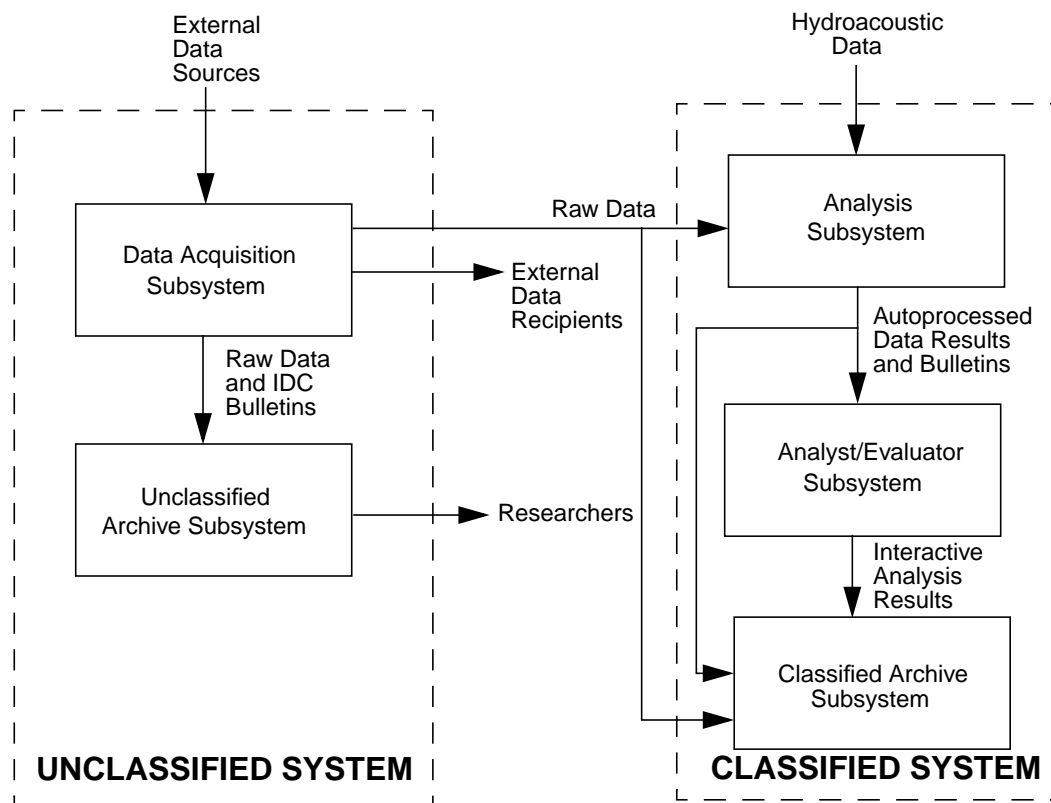 External
Data
Sources
Hydroacoustic
Data
Data Acquisition
Subsystem
Raw Data
Analysis
Subsystem
External
Data
Recipients
Raw Data
and IDC
Bulletins
Autoprocessed
Data Results
and Bulletins
Analyst/Evaluator
Subsystem
Unclassified
Archive Subsystem
Researchers
Interactive
Analysis
Results
Classified Archive
Subsystem
UNCLASSIFIED SYSTEM
CLASSIFIED SYSTEM